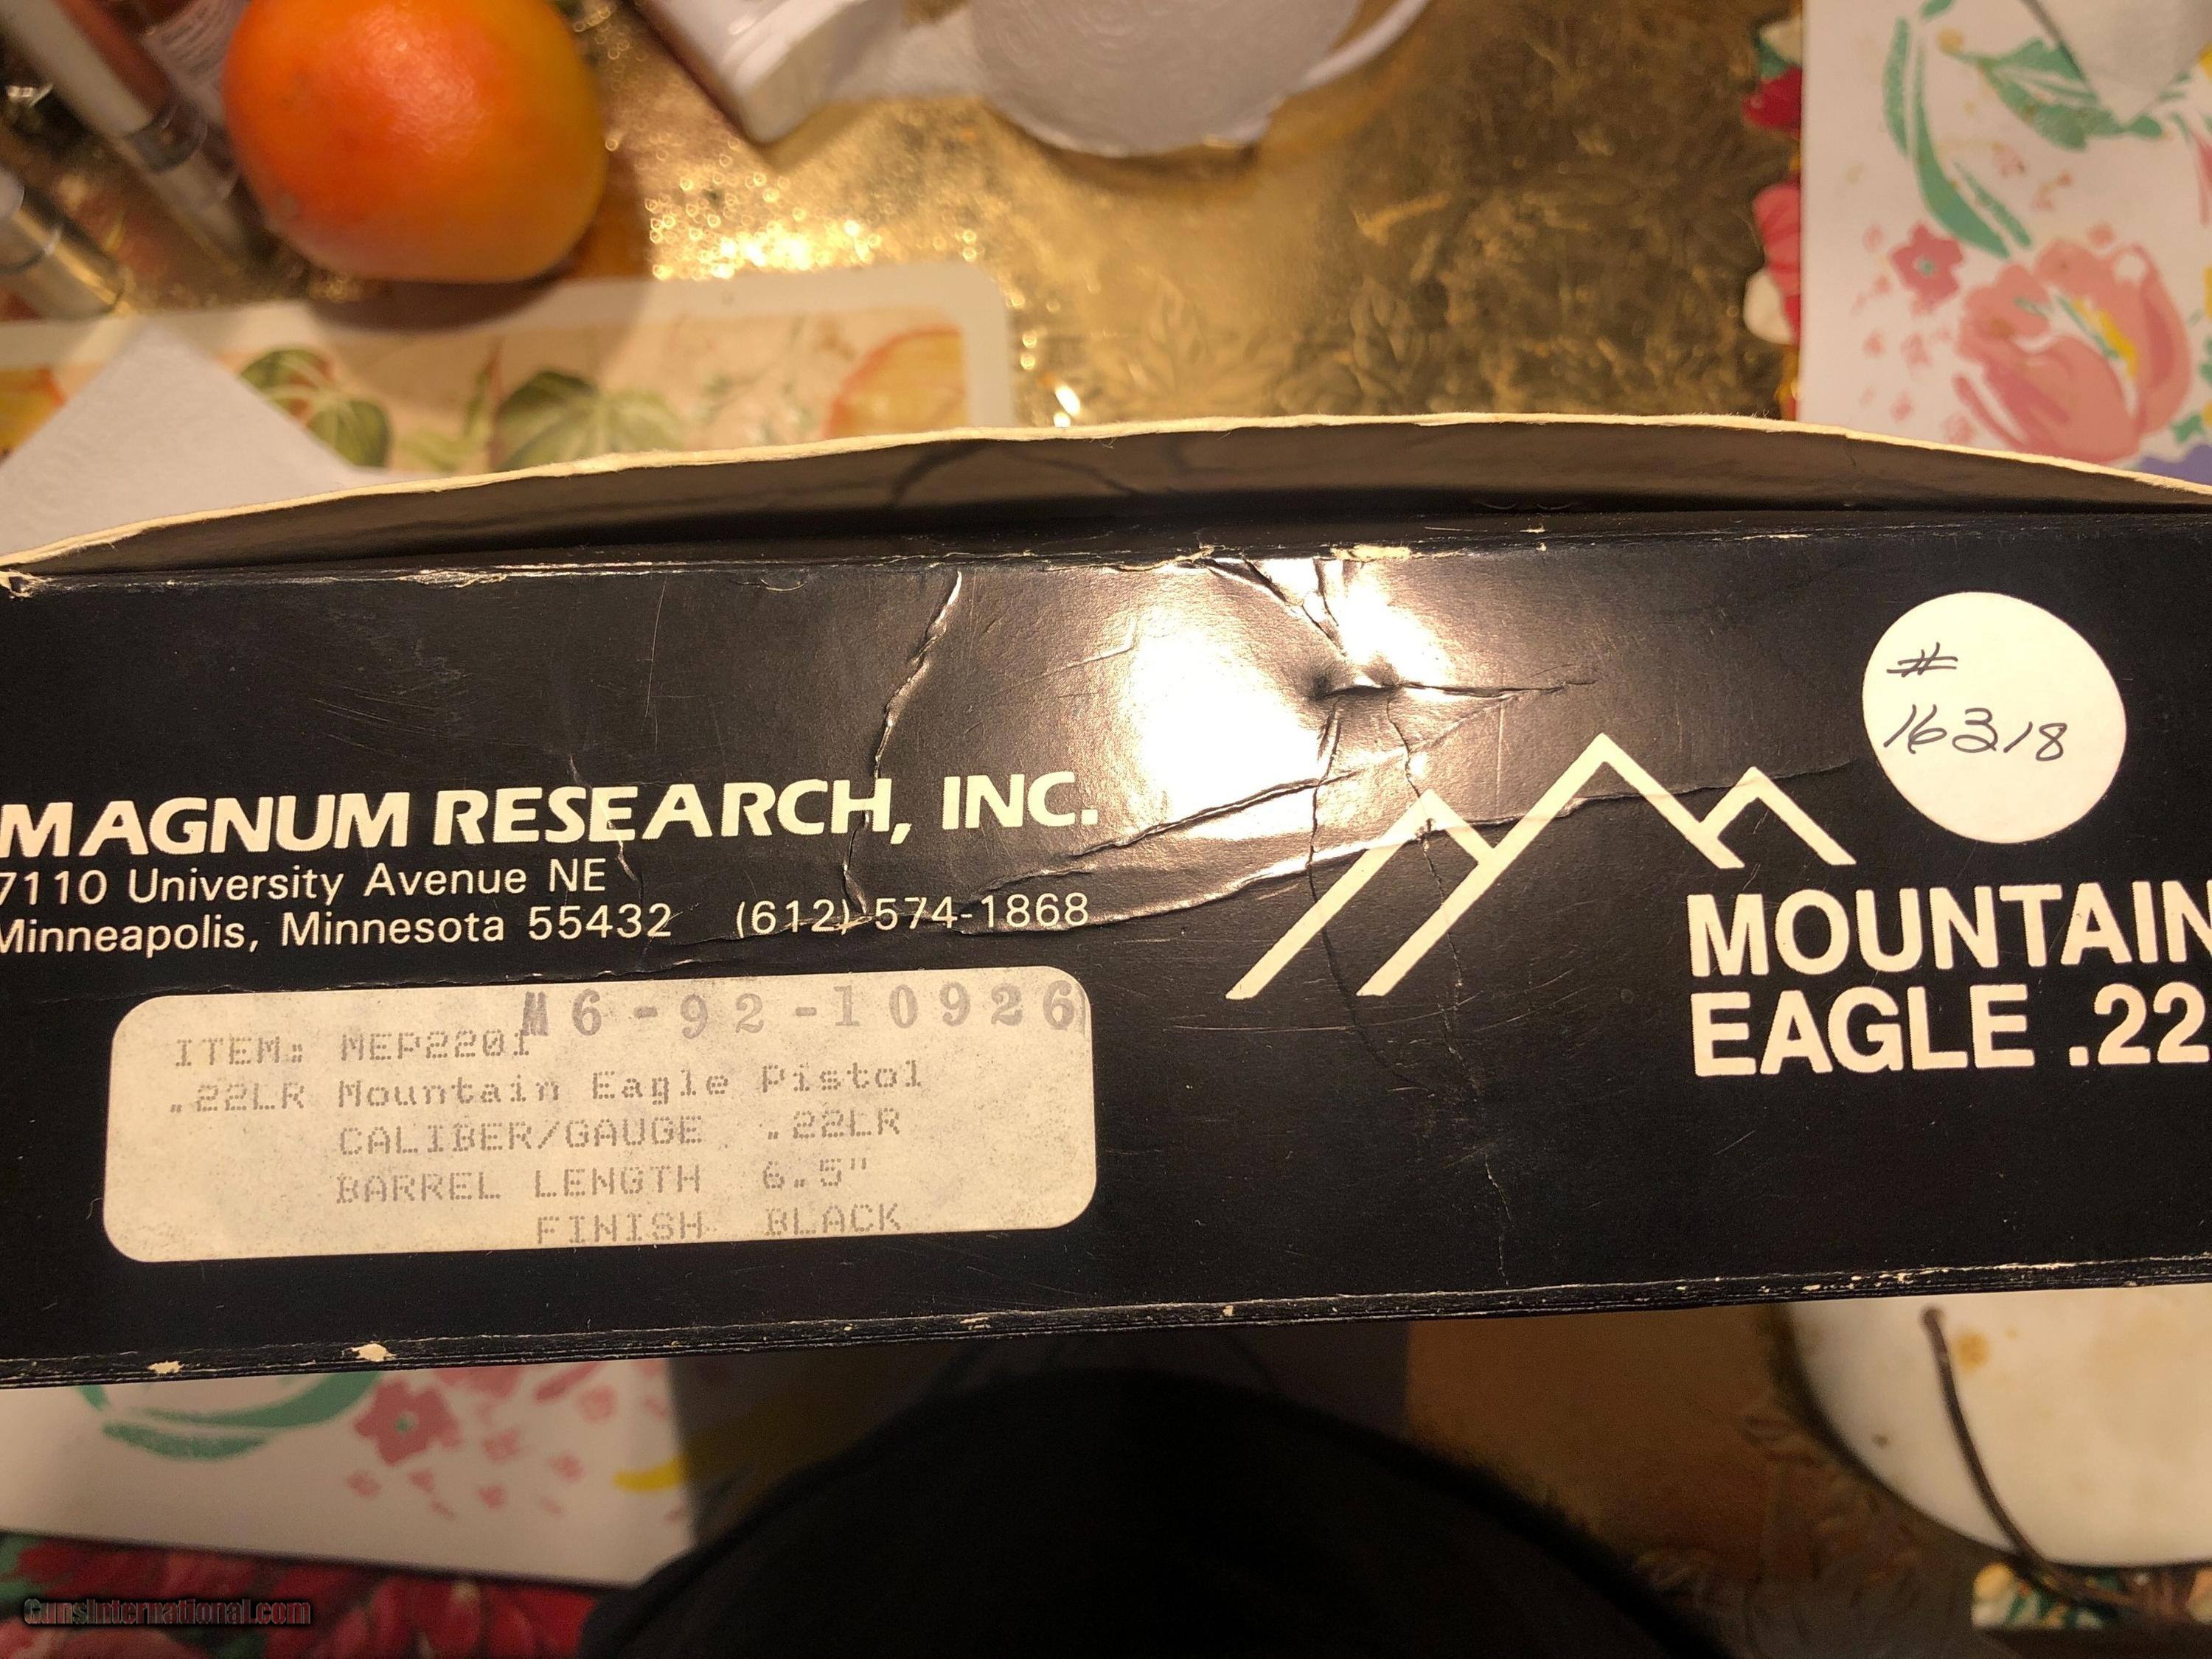 #
16318
MAGNUM RESEARCH, INC.
7110 University Avenue NE
Minneapolis, Minnesota 55432 (612) 574-1868
MOUNTAIN
EAGLE .22
M6-92-10926
ITEM: MEP2201
.22LR Mountain Eagle Pistol
CALIBER/GAUGE .22LR
BARREL LENGTH 6.5"
FINISH BLACK
GunsInternational.com